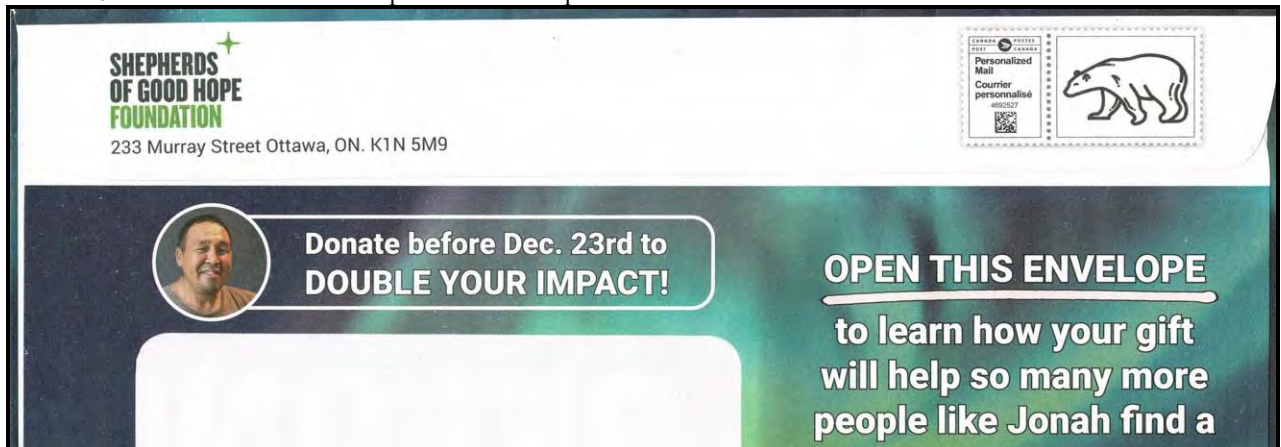 SHEPHERDS
OF GOOD HOPE
FOUNDATION
233 Murray Street Ottawa, ON. K1N 5M9
CANADA POSTES
POST CANADA
Personalized
Mail
Courrier
personnalisé
4692527
Donate before Dec. 23rd to
DOUBLE YOUR IMPACT!
OPEN THIS ENVELOPE
to learn how your gift
will help so many more
people like Jonah find a